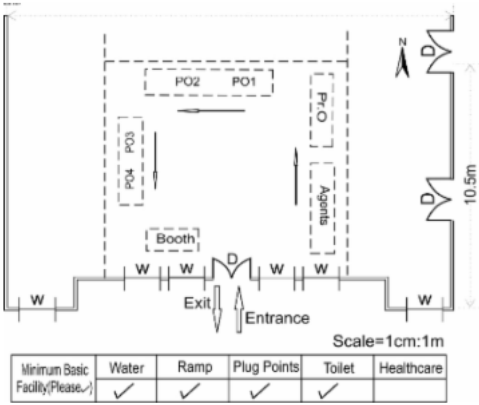 N
D
PO2 PO1
Pr.O
PO3
PO4
Agents
D
10.5m
Booth
D
W W W W
W W
Exit
Entrance
Scale=1cm:1m
Minimum Basic Facility(Please✓) Water Ramp Plug Points Toilet Healthcare
✓ ✓ ✓ ✓